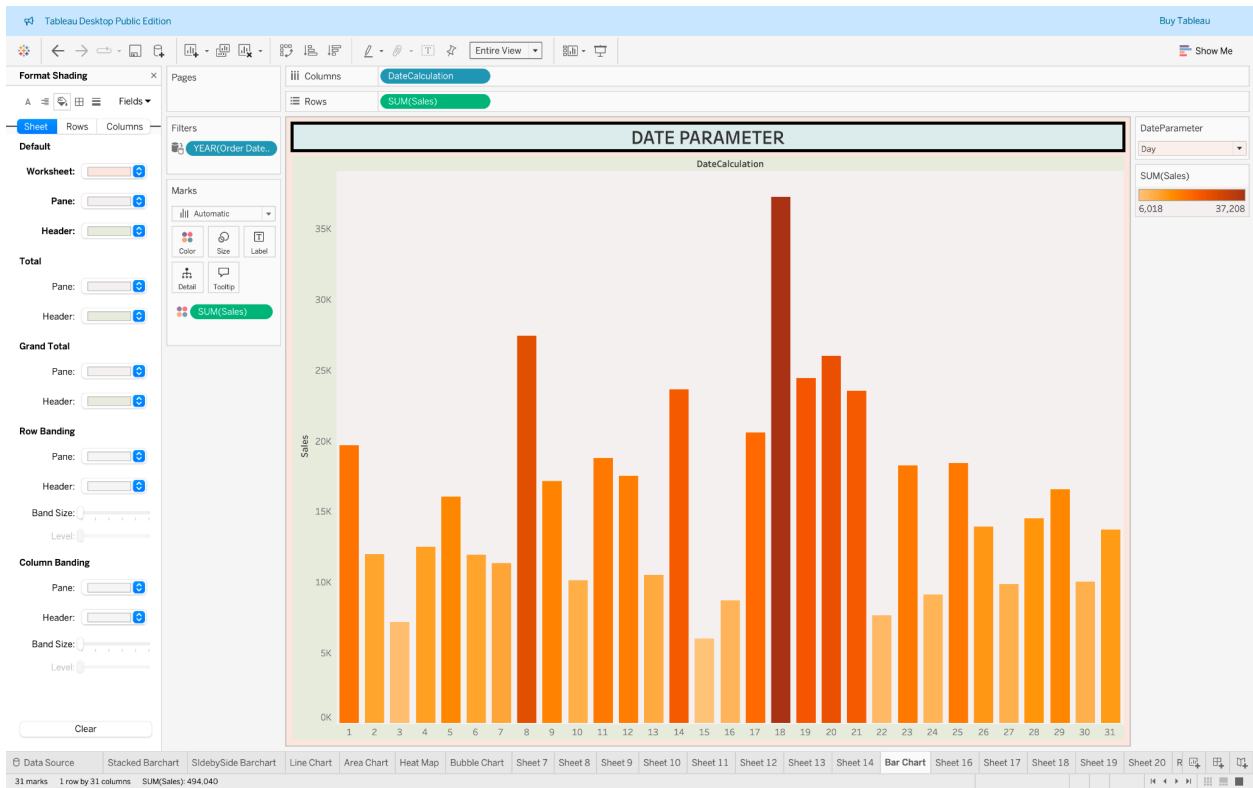 Tableau Desktop Public Edition
Buy Tableau
Entire View
Show Me
Format Shading
Fields
Sheet Rows Columns
Default
Worksheet:
Pane:
Header:
Total
Pane:
Header:
Grand Total
Pane:
Header:
Row Banding
Pane:
Header:
Band Size:
Level:
Column Banding
Pane:
Header:
Band Size:
Level:
Clear
Pages
Filters
YEAR(Order Date..
Marks
Automatic
Color Size Label
Detail Tooltip
SUM(Sales)
Columns DateCalculation
Rows SUM(Sales)
DATE PARAMETER
DateCalculation
Sales
35K
30K
25K
20K
15K
10K
5K
0K
1 2 3 4 5 6 7 8 9 10 11 12 13 14 15 16 17 18 19 20 21 22 23 24 25 26 27 28 29 30 31
DateParameter
Day
SUM(Sales)
6,018 37,208
Data Source Stacked Barchart SIdebySide Barchart Line Chart Area Chart Heat Map Bubble Chart Sheet 7 Sheet 8 Sheet 9 Sheet 10 Sheet 11 Sheet 12 Sheet 13 Sheet 14 Bar Chart Sheet 16 Sheet 17 Sheet 18 Sheet 19 Sheet 20 R
31 marks 1 row by 31 columns SUM(Sales): 494,040